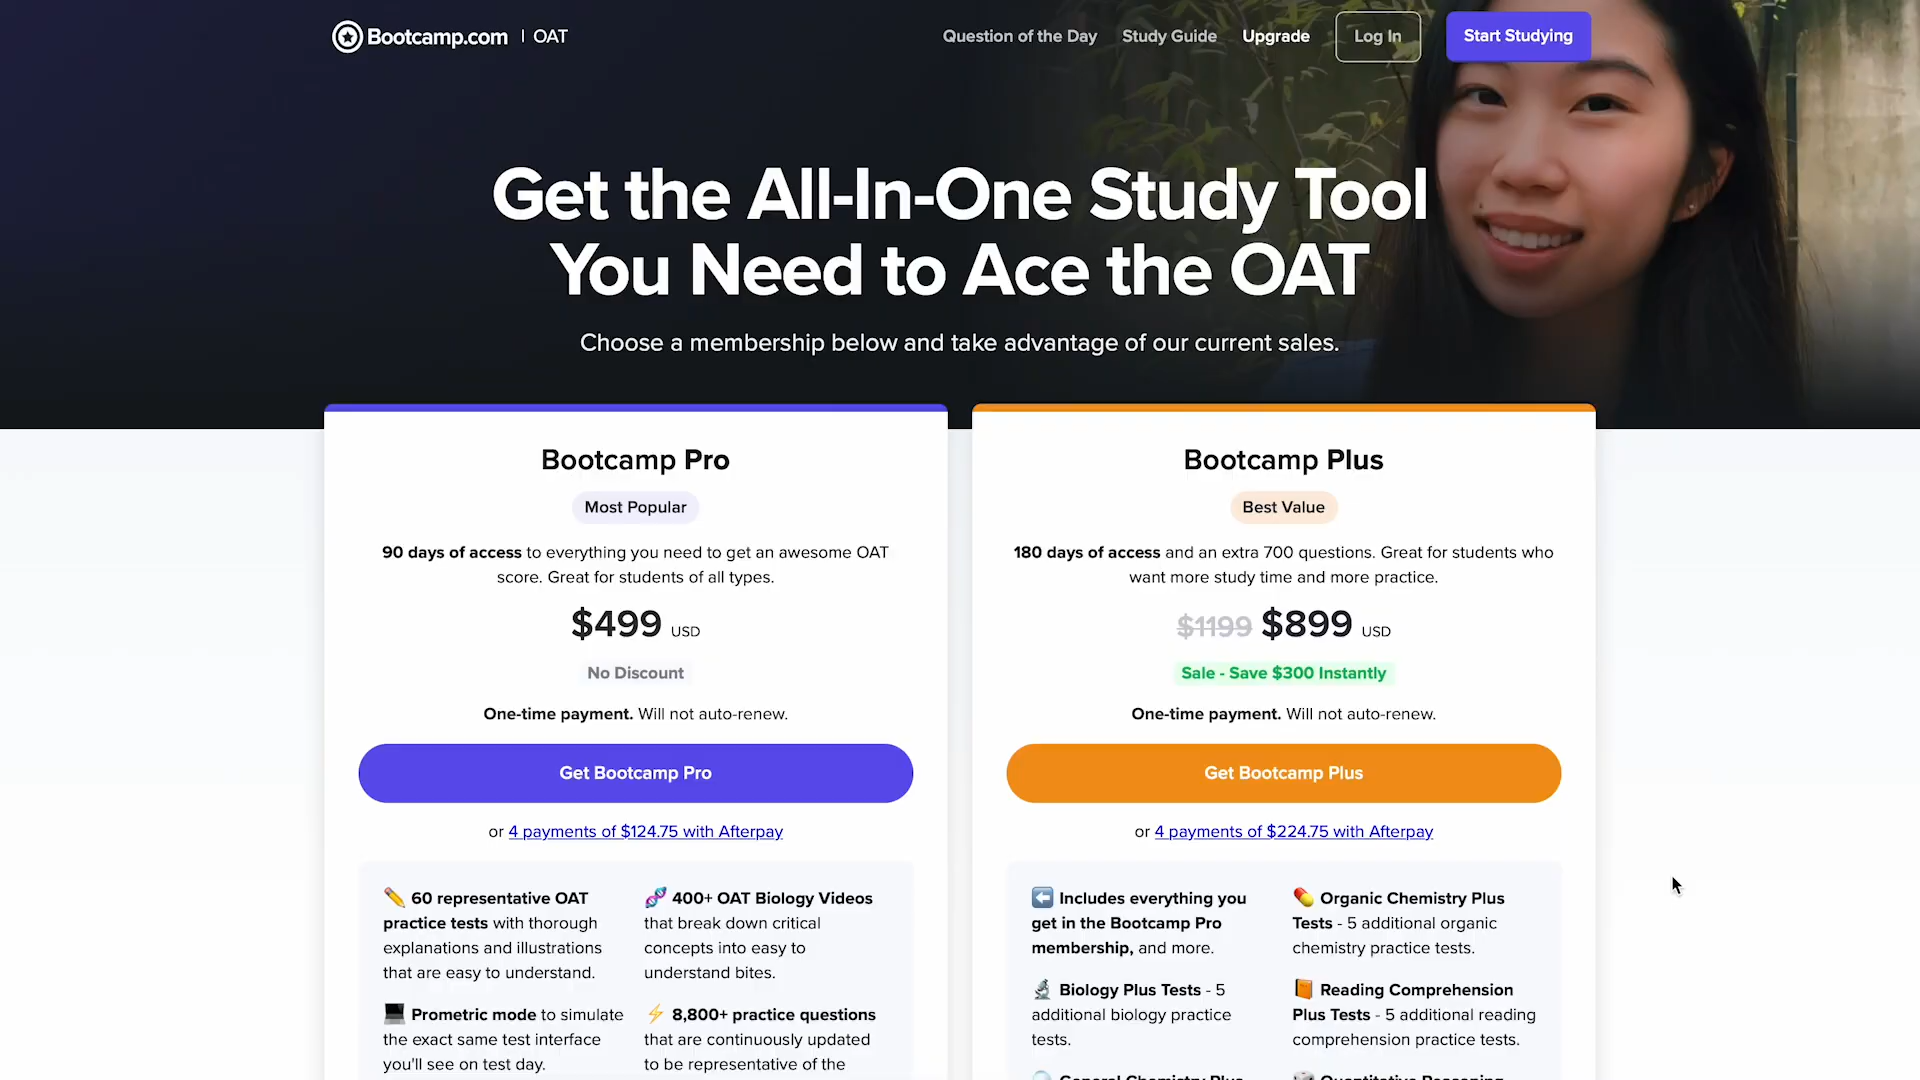 Bootcamp.com | OAT
Question of the Day
Study Guide
Upgrade
Log In
Start Studying
Get the All-In-One Study Tool
You Need to Ace the OAT
Choose a membership below and take advantage of our current sales.
Bootcamp Pro
Most Popular
90 days of access to everything you need to get an awesome OAT
score. Great for students of all types.
$499 USD
No Discount
One-time payment. Will not auto-renew.
Get Bootcamp Pro
or 4 payments of $124.75 with Afterpay
60 representative OAT
practice tests with thorough
explanations and illustrations
that are easy to understand.
400+ OAT Biology Videos
that break down critical
concepts into easy to
understand bites.
Prometric mode to simulate
the exact same test interface
you'll see on test day.
8,800+ practice questions
that are continuously updated
to be representative of the
Bootcamp Plus
Best Value
180 days of access and an extra 700 questions. Great for students who
want more study time and more practice.
$1199 $899 USD
Sale - Save $300 Instantly
One-time payment. Will not auto-renew.
Get Bootcamp Plus
or 4 payments of $224.75 with Afterpay
Includes everything you
get in the Bootcamp Pro
membership, and more.
Organic Chemistry Plus
Tests - 5 additional organic
chemistry practice tests.
Biology Plus Tests - 5
additional biology practice
tests.
Reading Comprehension
Plus Tests - 5 additional reading
comprehension practice tests.
General Chemistry Plus
Quantitative Reasoning